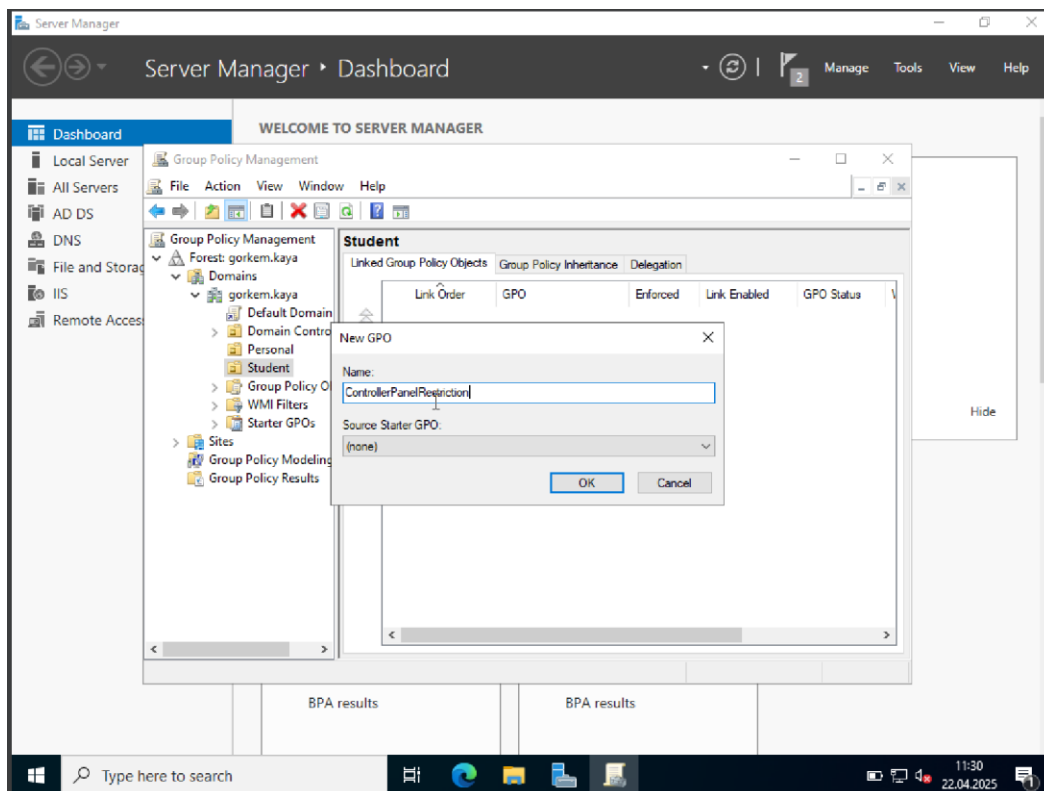 Server Manager
Server Manager ‣ Dashboard
2
Manage Tools View Help
Dashboard
Local Server
All Servers
AD DS
DNS
File and Storag
IIS
Remote Acces
WELCOME TO SERVER MANAGER
Group Policy Management
File Action View Window Help
Group Policy Management
Forest: gorkem.kaya
Domains
gorkem.kaya
Default Domain
Domain Contro
Personal
Student
Group Policy Ol
WMI Filters
Starter GPOs
Sites
Group Policy Modeling
Group Policy Results
Student
Linked Group Policy Objects Group Policy Inheritance Delegation
Link Order GPO Enforced Link Enabled GPO Status
New GPO
Name:
ControllerPanelRestriction
Source Starter GPO:
(none)
OK Cancel
Hide
BPA results BPA results
Type here to search
11:30
22.04.2025
1